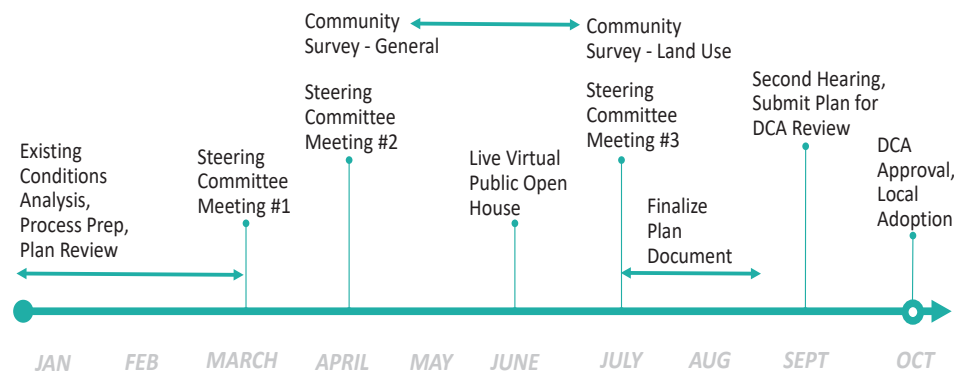 Community
Survey - General
Community
Survey - Land Use
Second Hearing,
Submit Plan for
DCA Review
Steering
Committee
Meeting #2
Steering
Committee
Meeting #3
DCA
Approval,
Local
Adoption
Existing
Conditions
Analysis,
Process Prep,
Plan Review
Steering
Committee
Meeting #1
Live Virtual
Public Open
House
Finalize
Plan
Document
JAN FEB MARCH APRIL MAY JUNE JULY AUG SEPT OCT